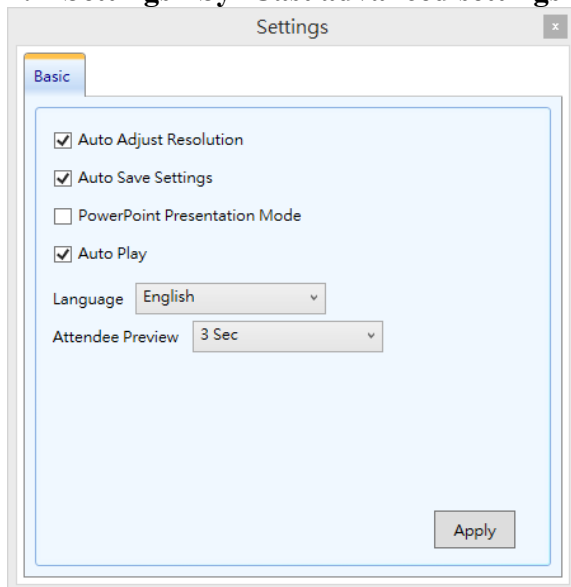 Settings
x
Basic
Auto Adjust Resolution
Auto Save Settings
PowerPoint Presentation Mode
Auto Play
Language English
Attendee Preview 3 Sec
Apply